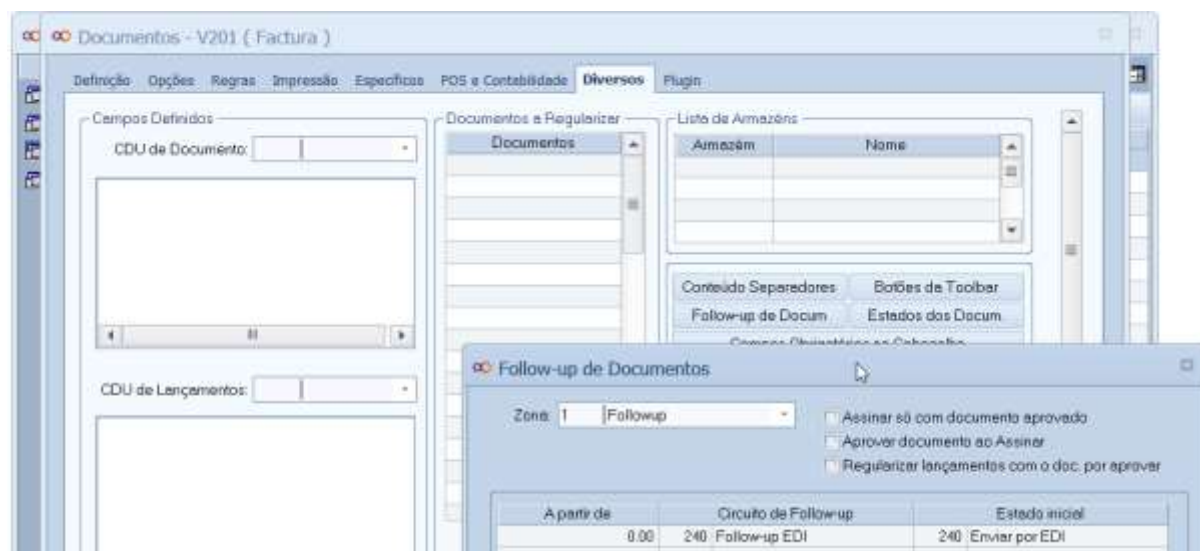 Documentos - V201 ( Factura )
Definição Opções Regras Impressão Específicos POS e Contabilidade Diversos Plugin
Campos Definidos
CDU de Documento:
Documentos a Regularizar
Documentos
Lista de Armazéns
Armazém Nome
Conteúdo Separadores Botões da Toolbar
Follow-up de Docum Estados dos Docum.
CDU de Lançamentos:
Follow-up de Documentos
Zona: 1 Followup
Assinar só com documento aprovado
Aprovar documento ao Assinar
Regularizar lançamentos com o doc. por aprovar
A partir de Circuito de Follow-up Estado inicial
0.00 240 Follow-up EDI 240 Enviar por EDI